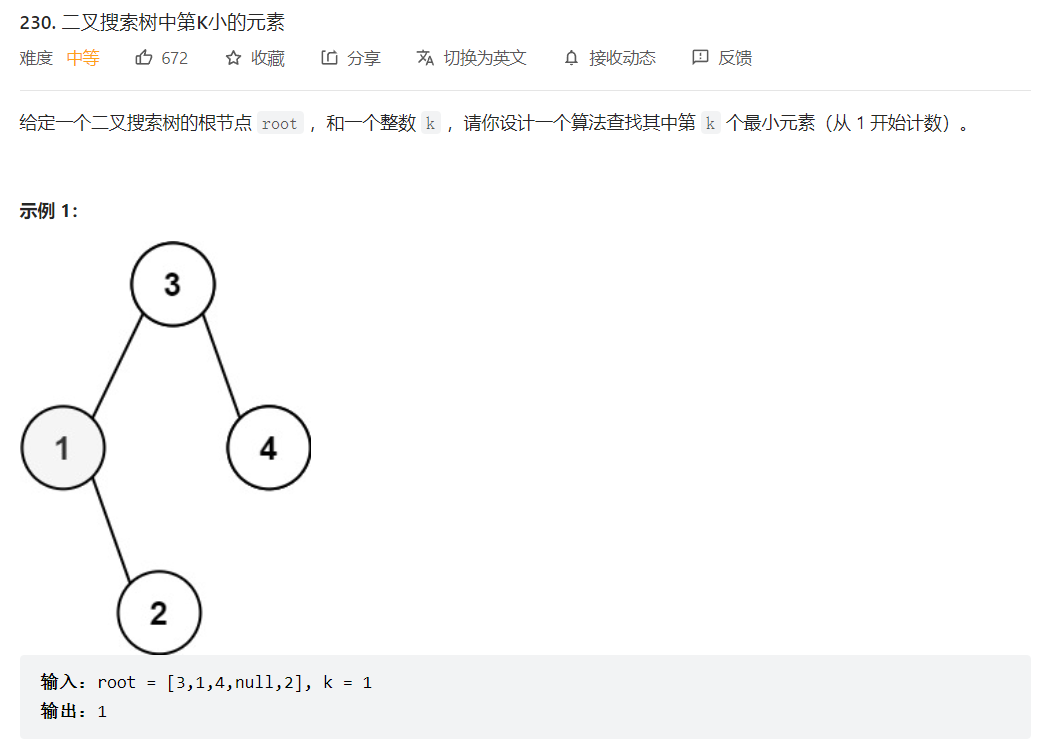 230. 二叉搜索树中第K小的元素
难度 中等 672 收藏 分享 切换为英文 接收动态 反馈
给定一个二叉搜索树的根节点 root ，和一个整数 k ，请你设计一个算法查找其中第 k 个最小元素（从 1 开始计数）。
示例 1：
3
1
4
2
输入：root = [3,1,4,null,2], k = 1
输出：1